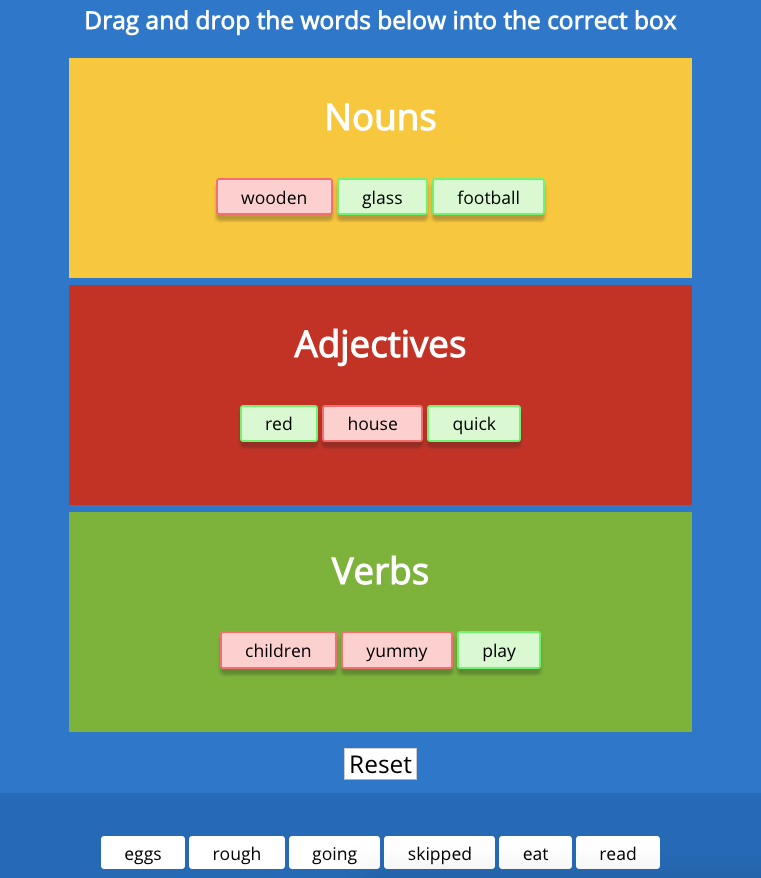 Drag and drop the words below into the correct box
Nouns
wooden glass football
Adjectives
red house quick
Verbs
children yummy play
Reset
eggs rough going skipped eat read